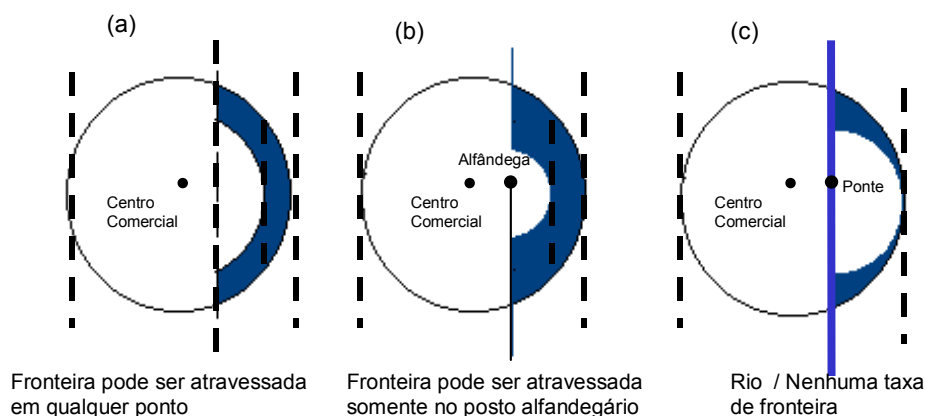 (a)
Centro
Comercial
Fronteira pode ser atravessada
em qualquer ponto
(b)
Alfândega
Centro
Comercial
Fronteira pode ser atravessada
somente no posto alfandegário
(c)
Ponte
Centro
Comercial
Rio / Nenhuma taxa
de fronteira